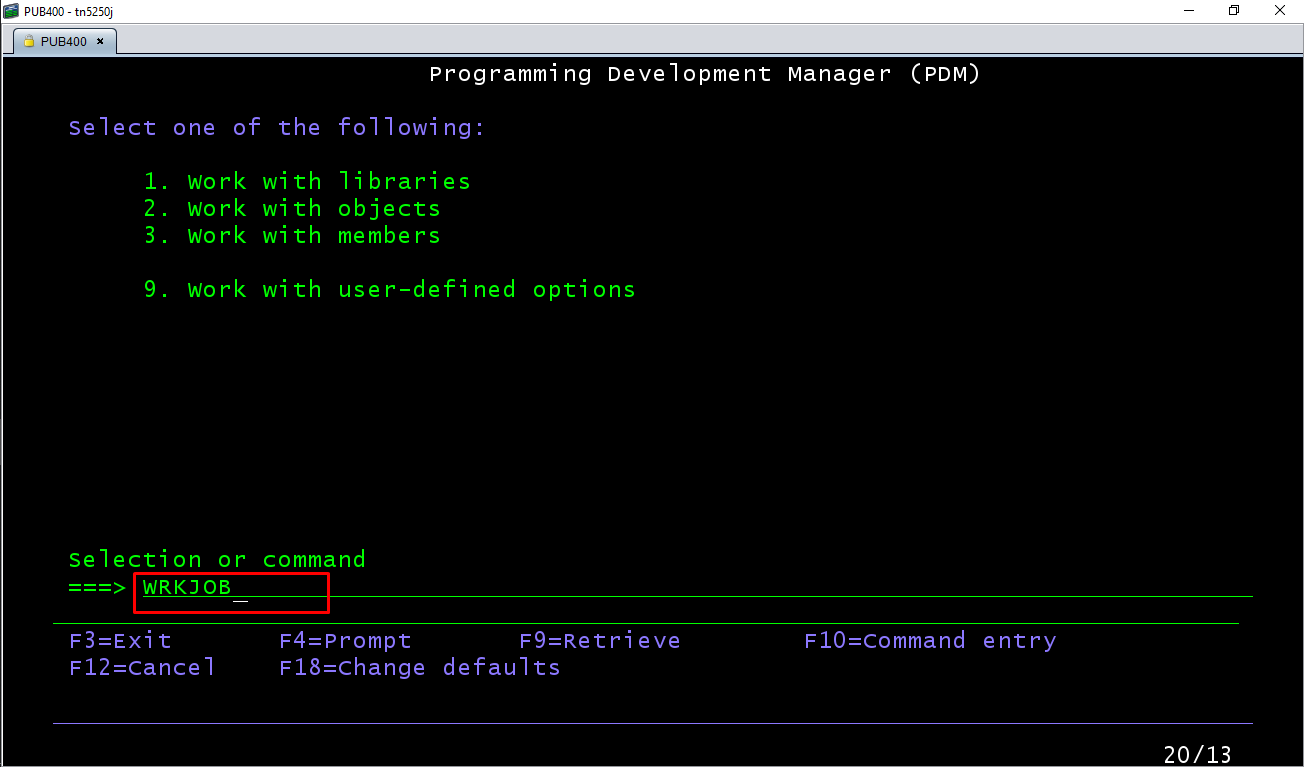 PUB400 - tn5250j
PUB400 ×
Programming Development Manager (PDM)
Select one of the following:
1. Work with libraries
2. Work with objects
3. Work with members
9. Work with user-defined options
Selection or command
===> WRKJOB_
F3=Exit F4=Prompt F9=Retrieve F10=Command entry
F12=Cancel F18=Change defaults
20/13